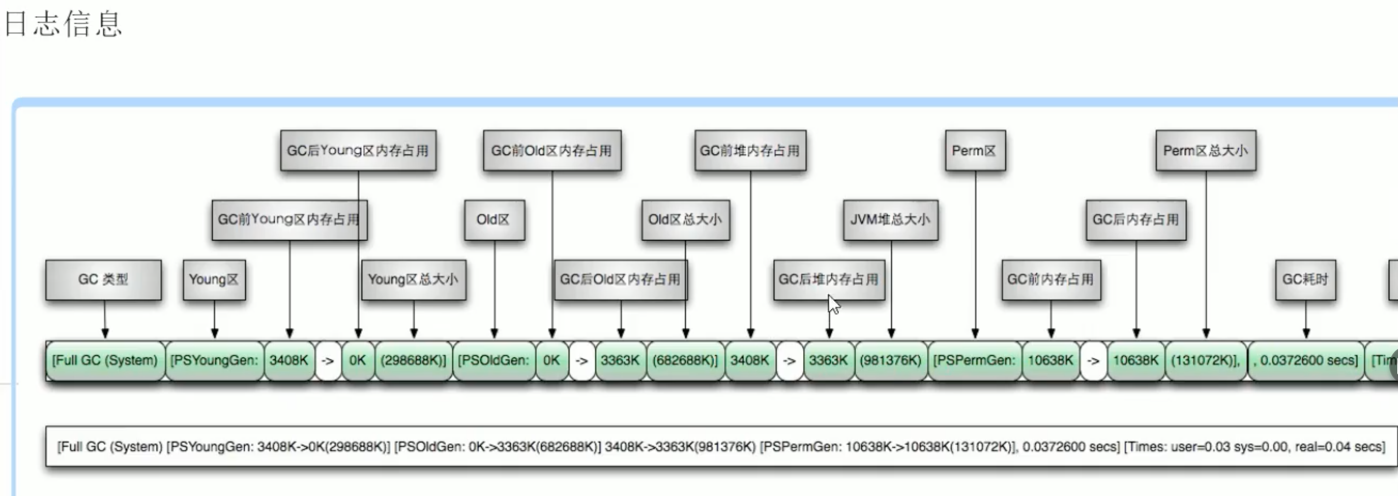 日志信息
GC后Young区内存占用 GC前Old区内存占用 GC前堆内存占用 Perm区 Perm区总大小
GC前Young区内存占用 Old区 Old区总大小 JVM堆总大小 GC后内存占用
GC 类型 Young区 Young区总大小 GC后Old区内存占用 GC后堆内存占用 GC前内存占用 GC耗时
[Full GC (System) [PSYoungGen: 3408K -> 0K (298688K)] [PSOldGen: 0K -> 3363K (682688K)] 3408K -> 3363K (981376K) [PSPermGen: 10638K -> 10638K (131072K)], , 0.0372600 secs] [Tim
[Full GC (System) [PSYoungGen: 3408K->0K(298688K)] [PSOldGen: 0K->3363K(682688K)] 3408K->3363K(981376K) [PSPermGen: 10638K->10638K(131072K)], 0.0372600 secs] [Times: user=0.03 sys=0.00, real=0.04 secs]